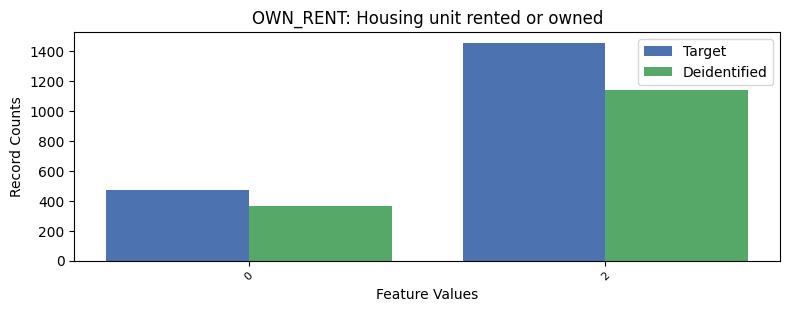 OWN_RENT: Housing unit rented or owned
Target
Deidentified
Record Counts
1400
1200
1000
800
600
400
200
0
0
2
Feature Values